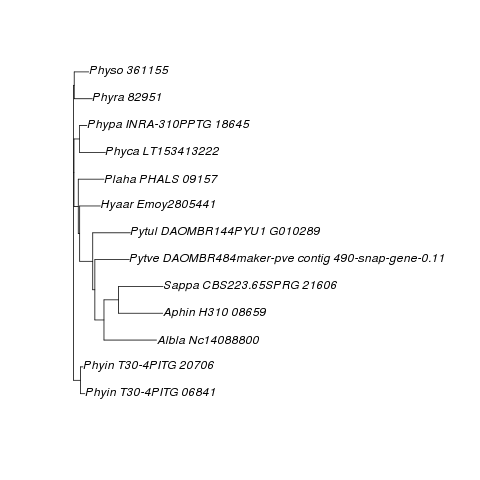 Physo 361155
Phyra 82951
Phypa INRA-310PPTG 18645
Phyca LT153413222
Plaha PHALS 09157
Hyaar Emoy2805441
Pytul DAOMBR144PYU1 G010289
Pytve DAOMBR484maker-pve contig 490-snap-gene-0.11
Sappa CBS223.65SPRG 21606
Aphin H310 08659
Albla Nc14088800
Phyin T30-4PITG 20706
Phyin T30-4PITG 06841